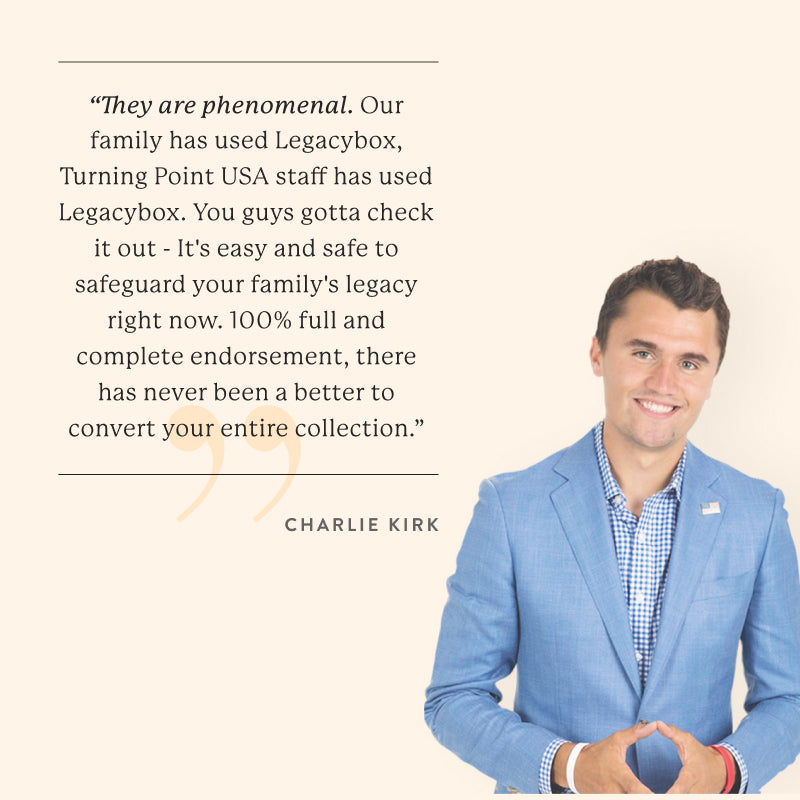 “They are phenomenal. Our
family has used Legacybox,
Turning Point USA staff has used
Legacybox. You guys gotta check
it out - It's easy and safe to
safeguard your family's legacy
right now. 100% full and
complete endorsement, there
has never been a better to
convert your entire collection.”
CHARLIE KIRK